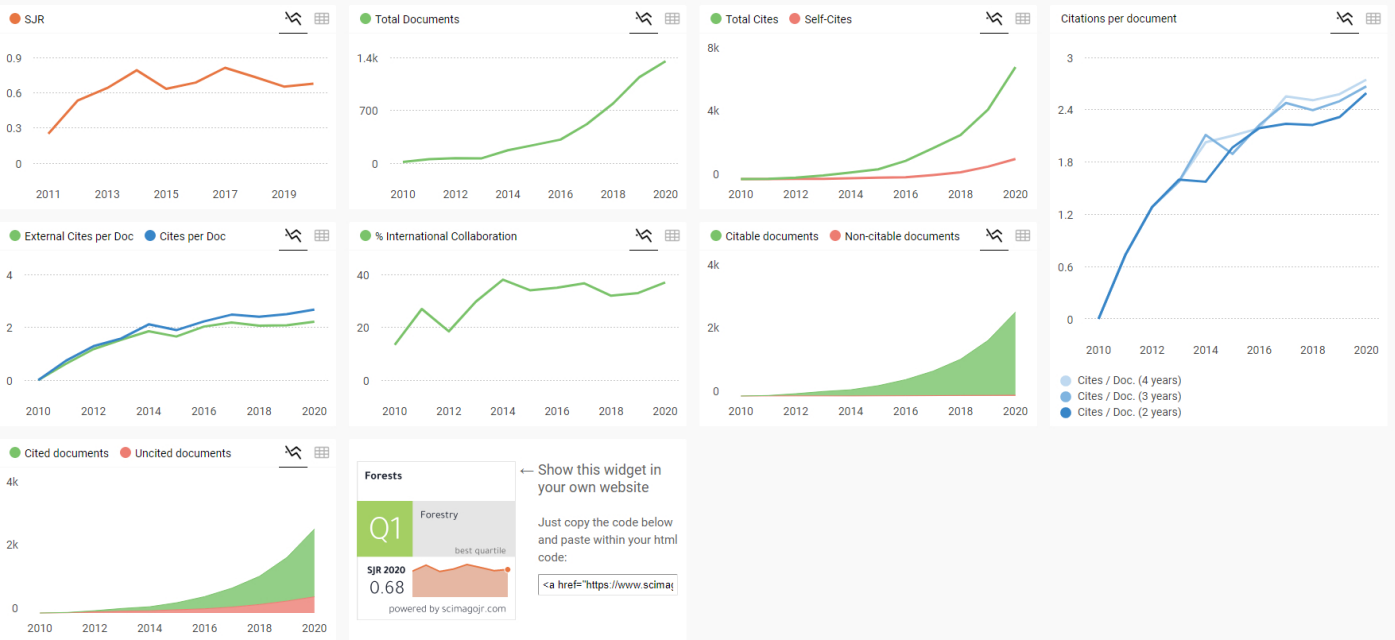 SJR
0.9
0.6
0.3
0
2011 2013 2015 2017 2019
Total Documents
1.4k
700
0
2010 2012 2014 2016 2018 2020
Total Cites Self-Cites
8k
4k
0
2010 2012 2014 2016 2018 2020
Citations per document
3
2.4
1.8
1.2
0.6
0
2010 2012 2014 2016 2018 2020
Cites / Doc. (4 years)
Cites / Doc. (3 years)
Cites / Doc. (2 years)
External Cites per Doc Cites per Doc
4
2
0
2010 2012 2014 2016 2018 2020
% International Collaboration
40
20
0
2010 2012 2014 2016 2018 2020
Citable documents Non-citable documents
4k
2k
0
2010 2012 2014 2016 2018 2020
Cited documents Uncited documents
4k
2k
0
2010 2012 2014 2016 2018 2020
Forests
Q1
Forestry
best quartile
SJR 2020
0.68
powered by scimagojr.com
← Show this widget in
your own website
Just copy the code below
and paste within your html
code:
<a href="https://www.scimag